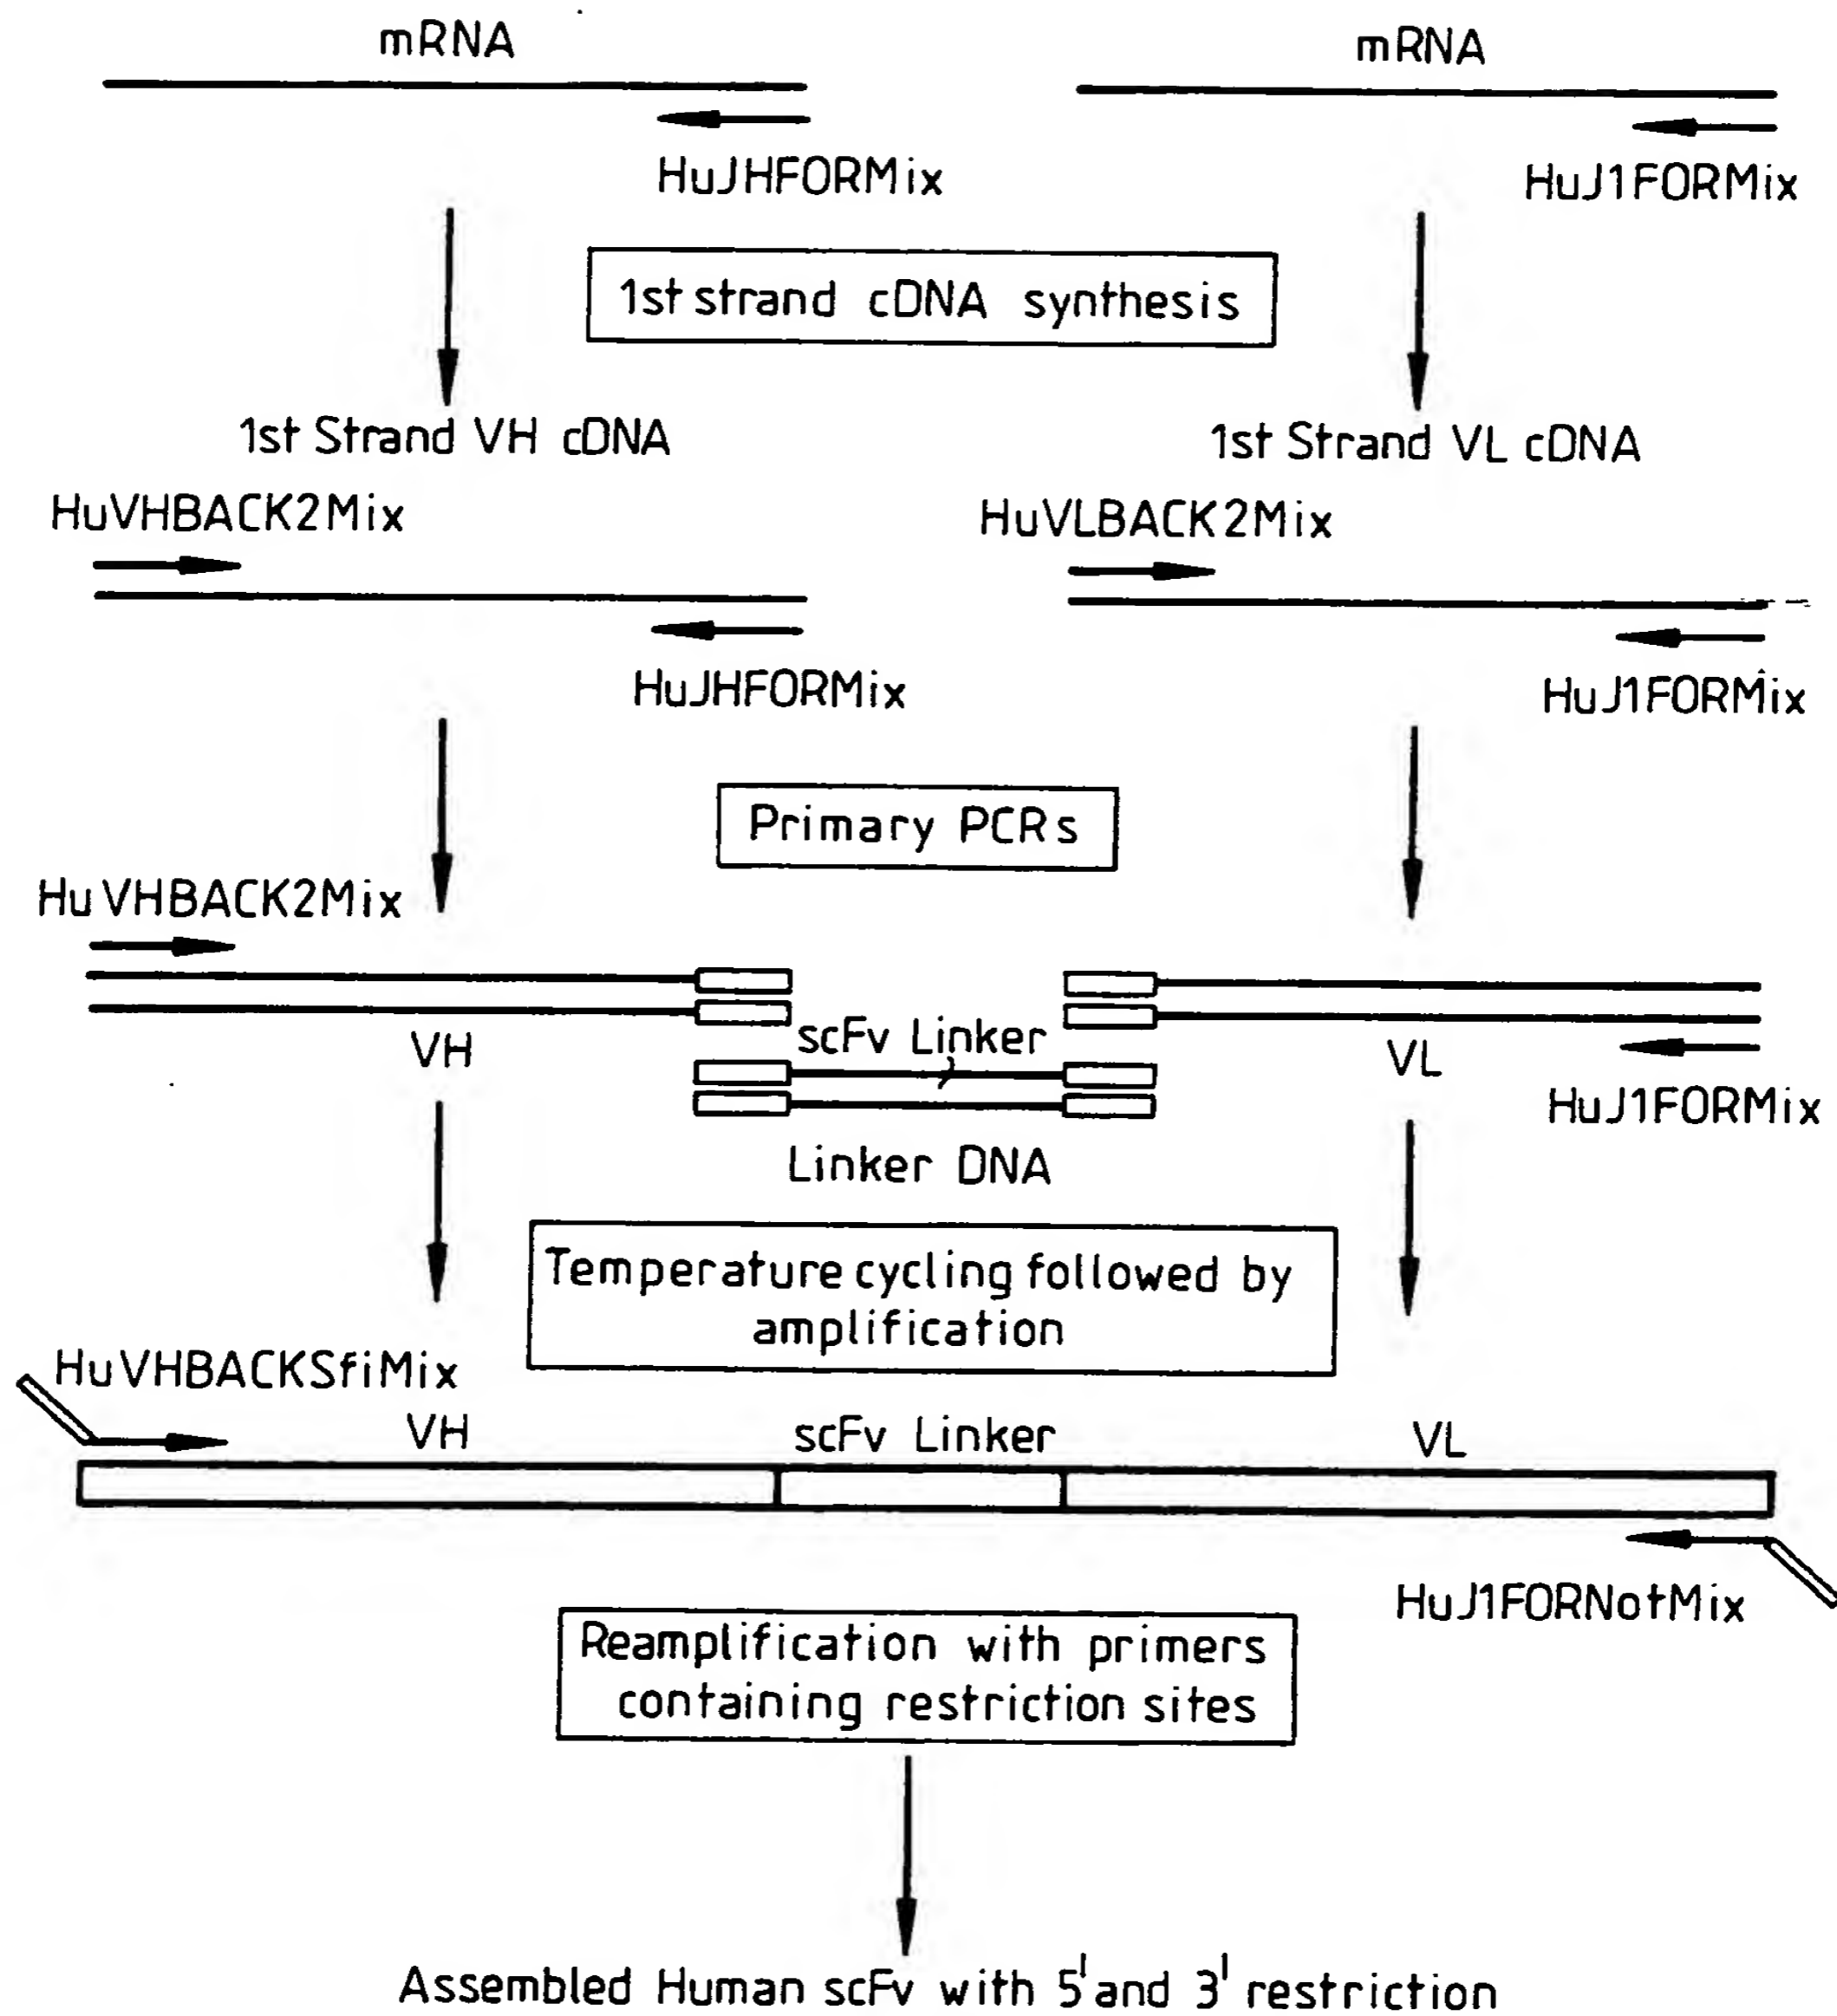 mRNA
mRNA
HuJHFORMix
HuJ1FORMix
1st strand cDNA synthesis
1st Strand VH cDNA
1st Strand VL cDNA
HuVHBACK2Mix
HuVLBACK2Mix
HuJHFORMix
HuJ1FORMix
Primary PCRs
HuVHBACK2Mix
scFv Linker
VH
VL
HuJ1FORMix
Linker DNA
Temperature cycling followed by
amplification
HuVHBACKSfiMix
VH
scFv Linker
VL
HuJ1FORNotMix
Reamplification with primers
containing restriction sites
Assembled Human scFv with 5' and 3' restriction